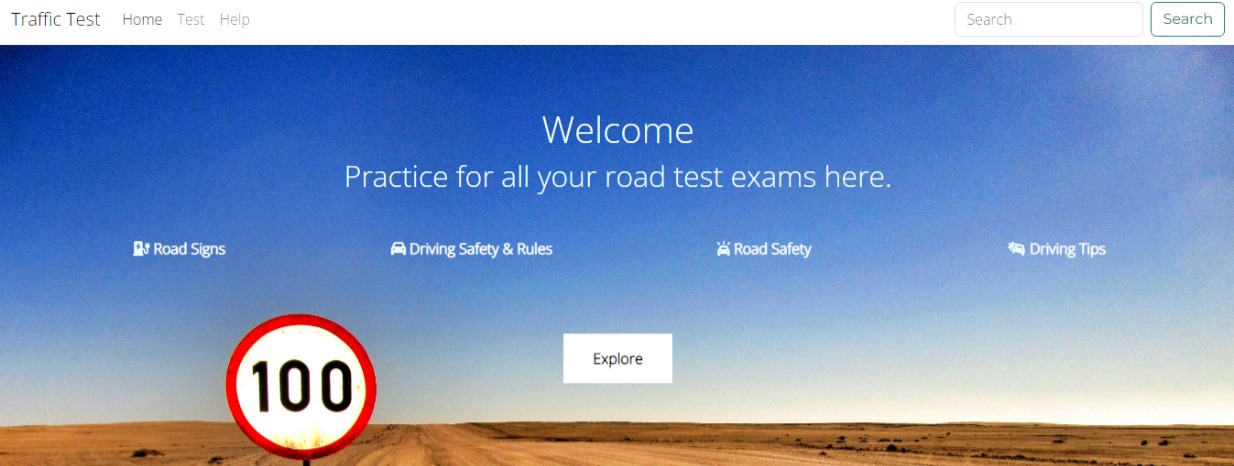 Traffic Test Home Test Help Search Search
Welcome
Practice for all your road test exams here.
Road Signs Driving Safety & Rules Road Safety Driving Tips
Explore
100